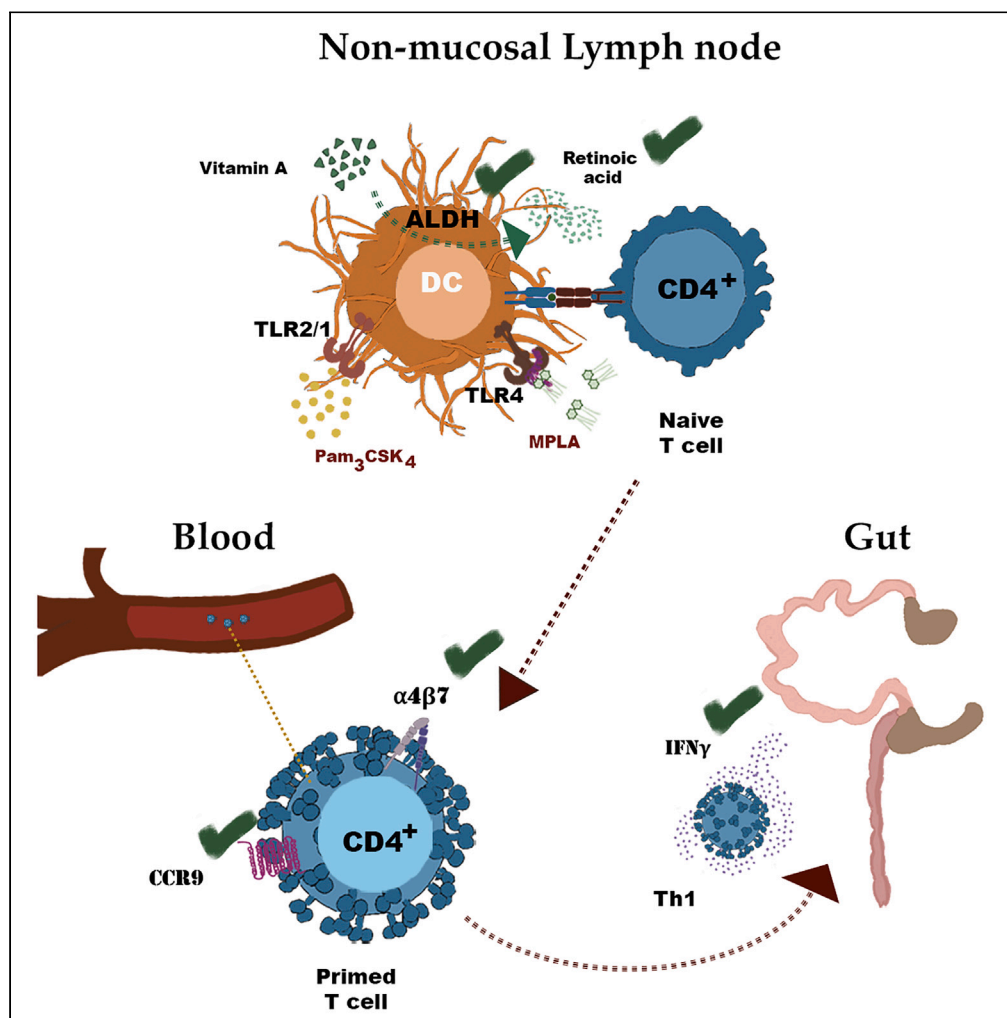 Non-mucosal Lymph node
Vitamin A
Retinoic
acid
ALDH
DC
CD4⁺
TLR2/1
TLR4
Pam₃CSK₄
MPLA
Naive
T cell
Blood
Gut
α4β7
IFNγ
CD4⁺
CCR9
Th1
Primed
T cell